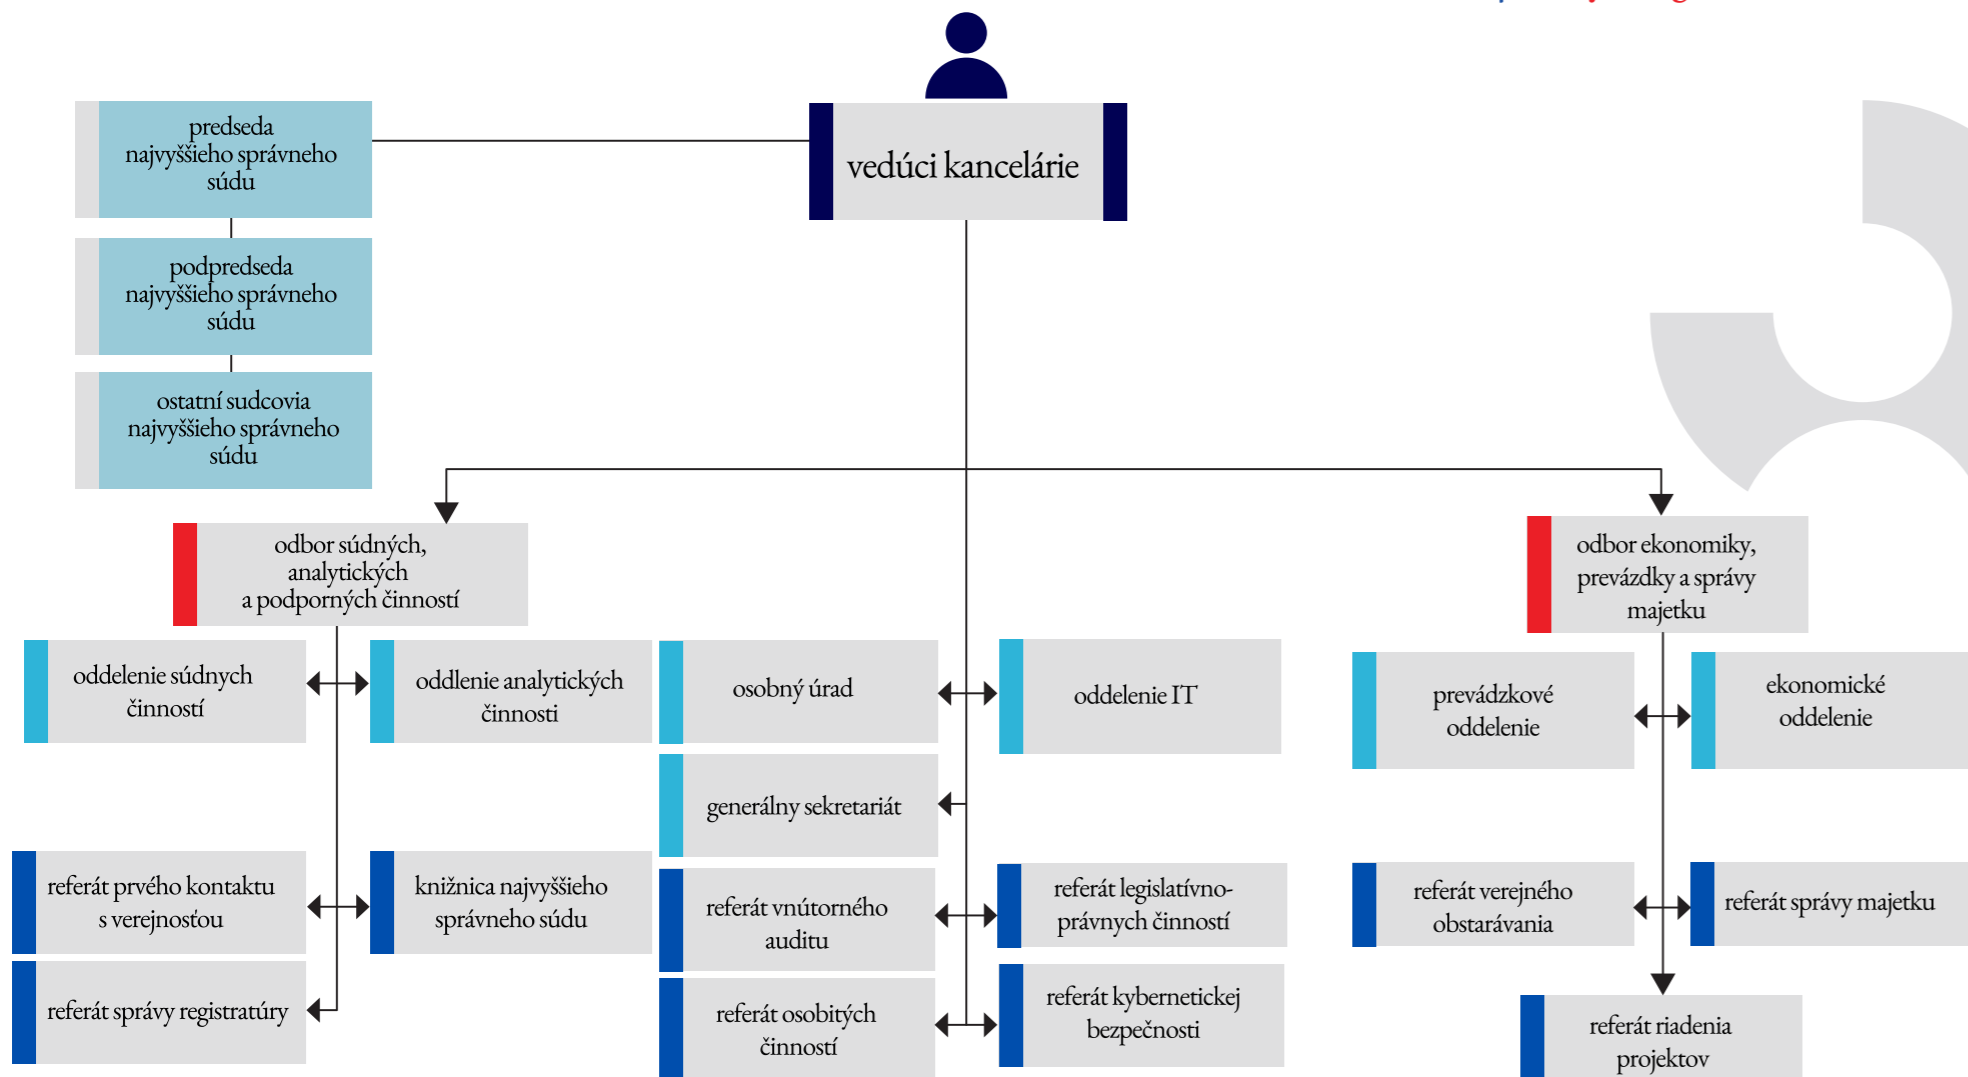 predseda
najvyššieho správneho
súdu
vedúci kancelárie
podpredseda
najvyššieho správneho
súdu
ostatní sudcovia
najvyššieho správneho
súdu
odbor súdných,
analytických
a podporných činností
odbor ekonomiky,
prevázdky a správy
majetku
oddelenie súdnych
činností
oddlenie analytických
činnosti
osobný úrad
oddelenie IT
prevádzkové
oddelenie
ekonomické
oddelenie
generálny sekretariát
referát prvého kontaktu
s verejnosťou
knižnica najvyššieho
správneho súdu
referát vnútorného
auditu
referát legislatívno-
právnych činností
referát verejného
obstarávania
referát správy majetku
referát správy registratúry
referát osobitých
činností
referát kybernetickej
bezpečnosti
referát riadenia
projektov